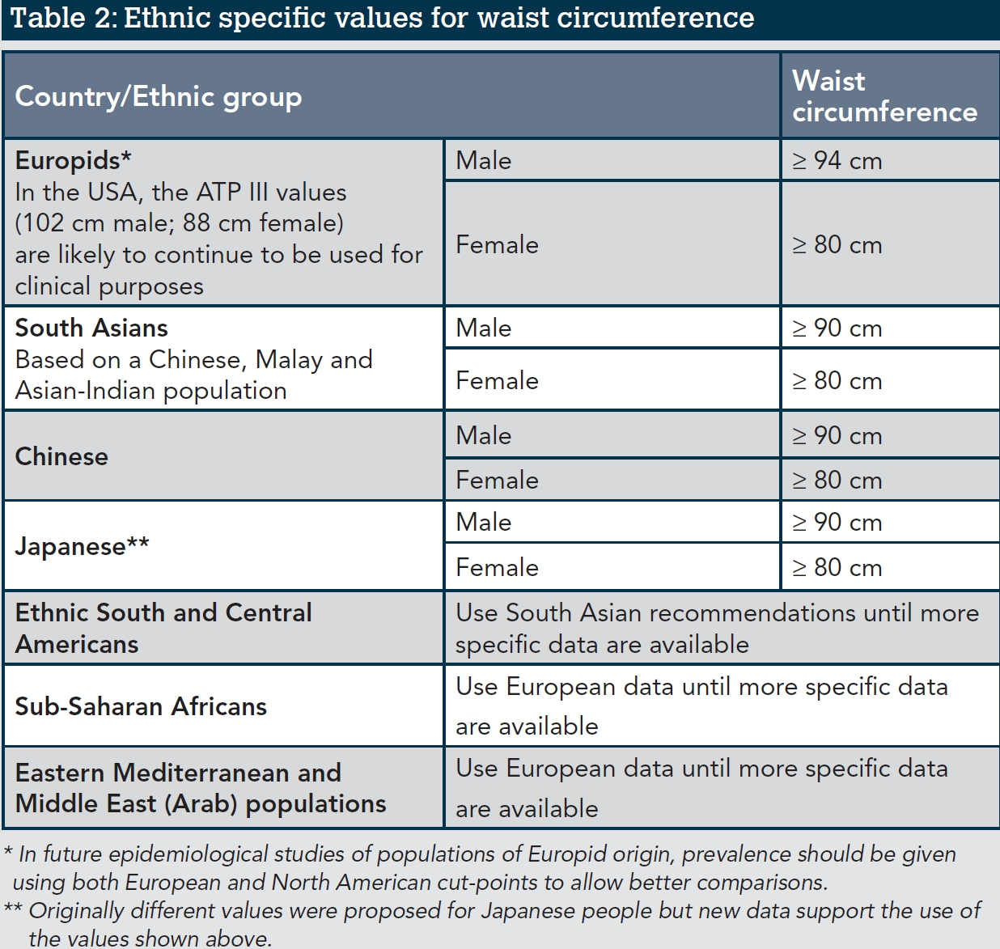 Table 2: Ethnic specific values for waist circumference
Country/Ethnic group
Waist
circumference
Europids*
In the USA, the ATP III values
(102 cm male; 88 cm female)
are likely to continue to be used for
clinical purposes
Male
≥ 94 cm
Female
≥ 80 cm
South Asians
Based on a Chinese, Malay and
Asian-Indian population
Male
≥ 90 cm
Female
≥ 80 cm
Chinese
Male
≥ 90 cm
Female
≥ 80 cm
Japanese**
Male
≥ 90 cm
Female
≥ 80 cm
Ethnic South and Central
Americans
Use South Asian recommendations until more
specific data are available
Sub-Saharan Africans
Use European data until more specific data
are available
Eastern Mediterranean and
Middle East (Arab) populations
Use European data until more specific data
are available
* In future epidemiological studies of populations of Europid origin, prevalence should be given
using both European and North American cut-points to allow better comparisons.
** Originally different values were proposed for Japanese people but new data support the use of
the values shown above.